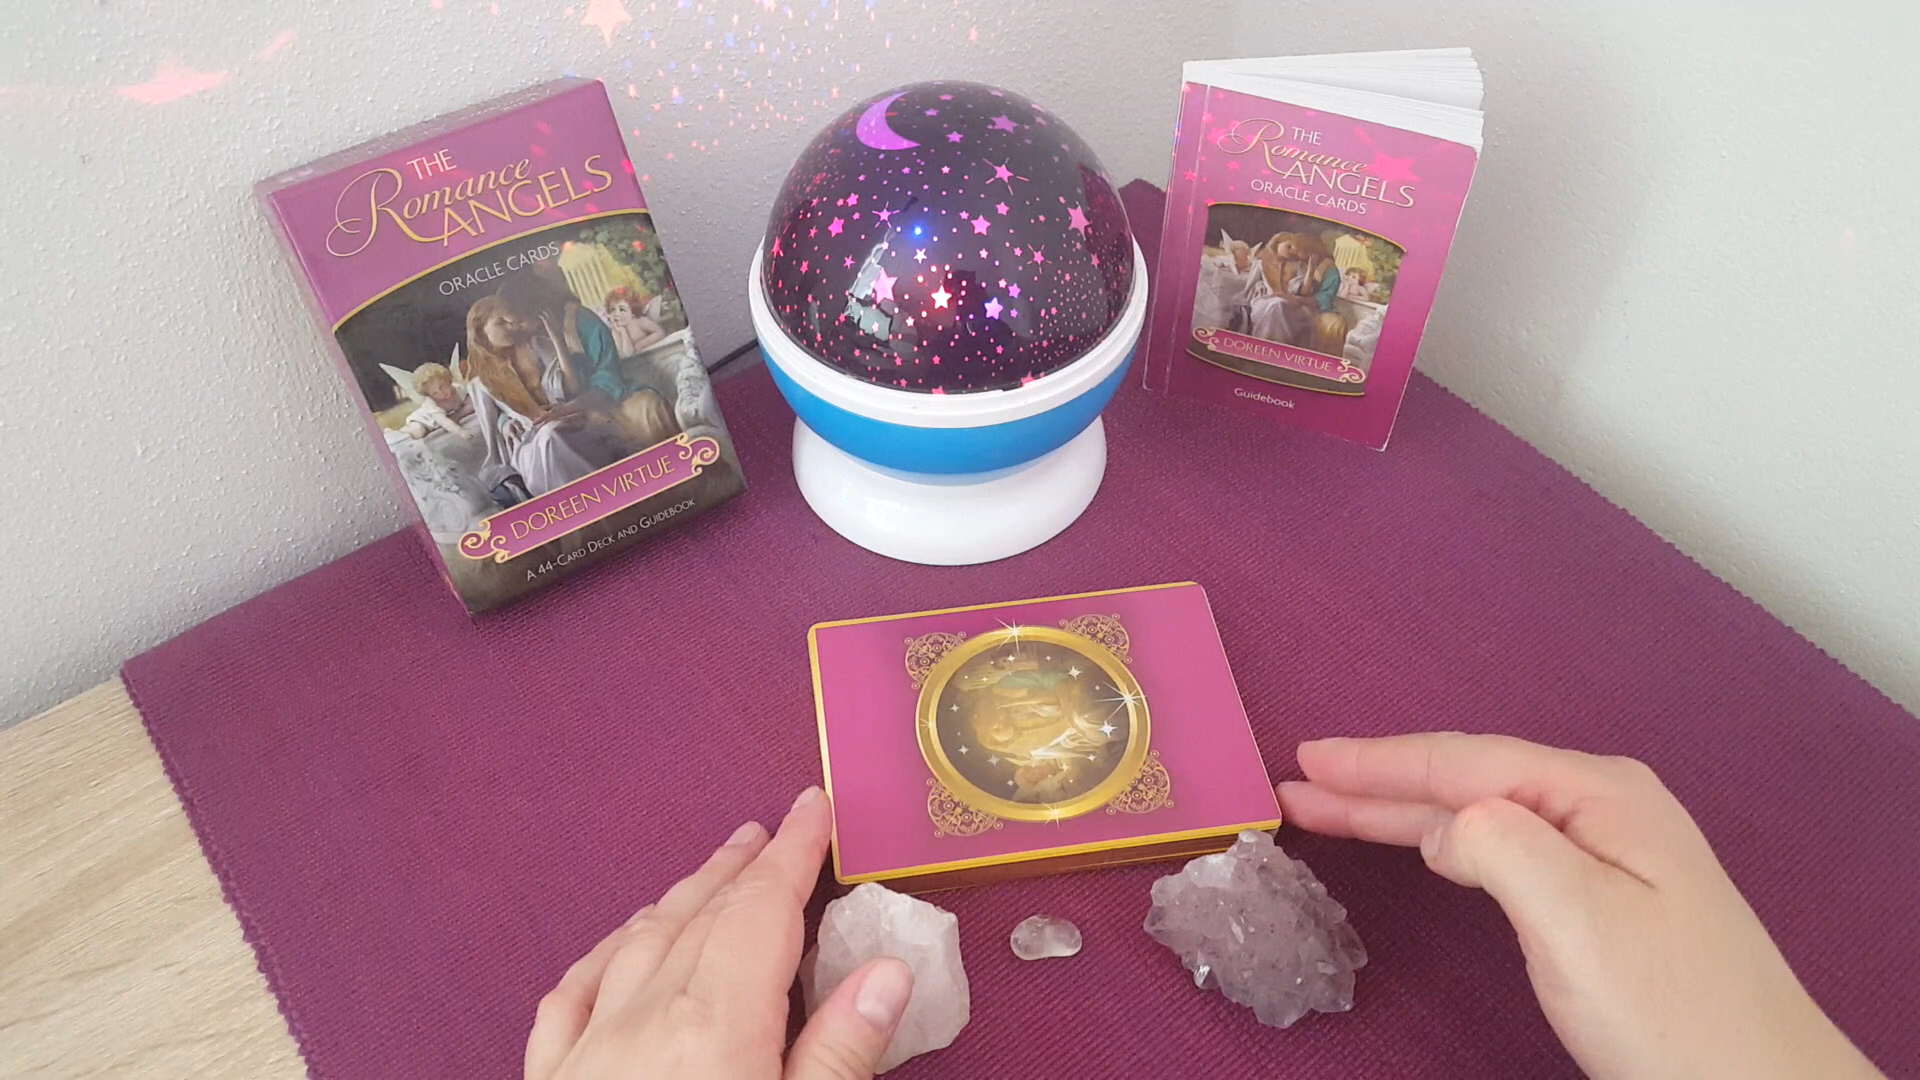 THE
Romance
ANGELS
ORACLE CARDS
DOREEN VIRTUE
A 44-CARD DECK AND GUIDEBOOK
THE
Romance
ANGELS
ORACLE CARDS
DOREEN VIRTUE
Guidebook